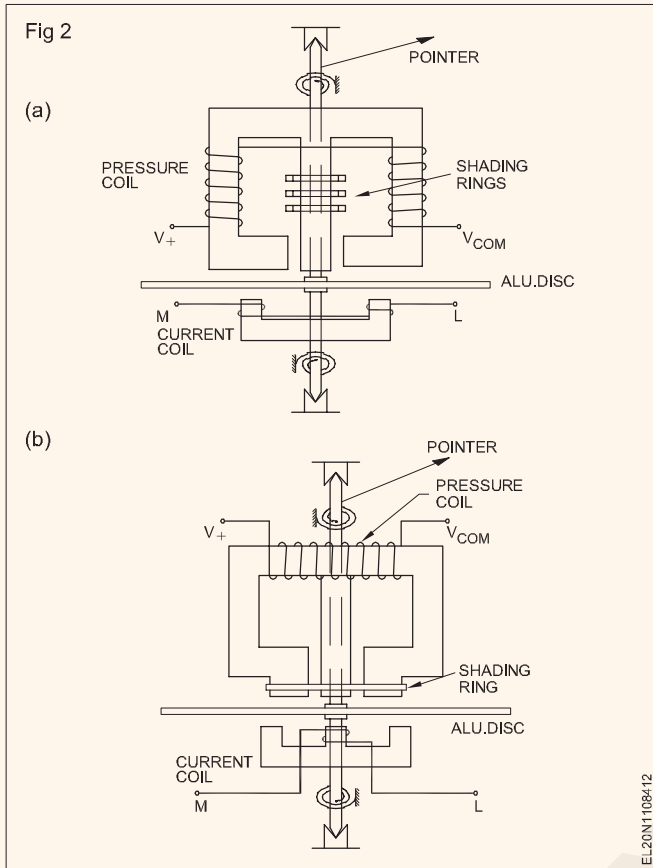 Fig 2
(a)
POINTER
PRESSURE
COIL
SHADING
RINGS
V+
VCOM
ALU.DISC
M
L
CURRENT
COIL
(b)
POINTER
PRESSURE
COIL
V+
VCOM
SHADING
RING
ALU.DISC
CURRENT
COIL
M
L
EL20N1108412